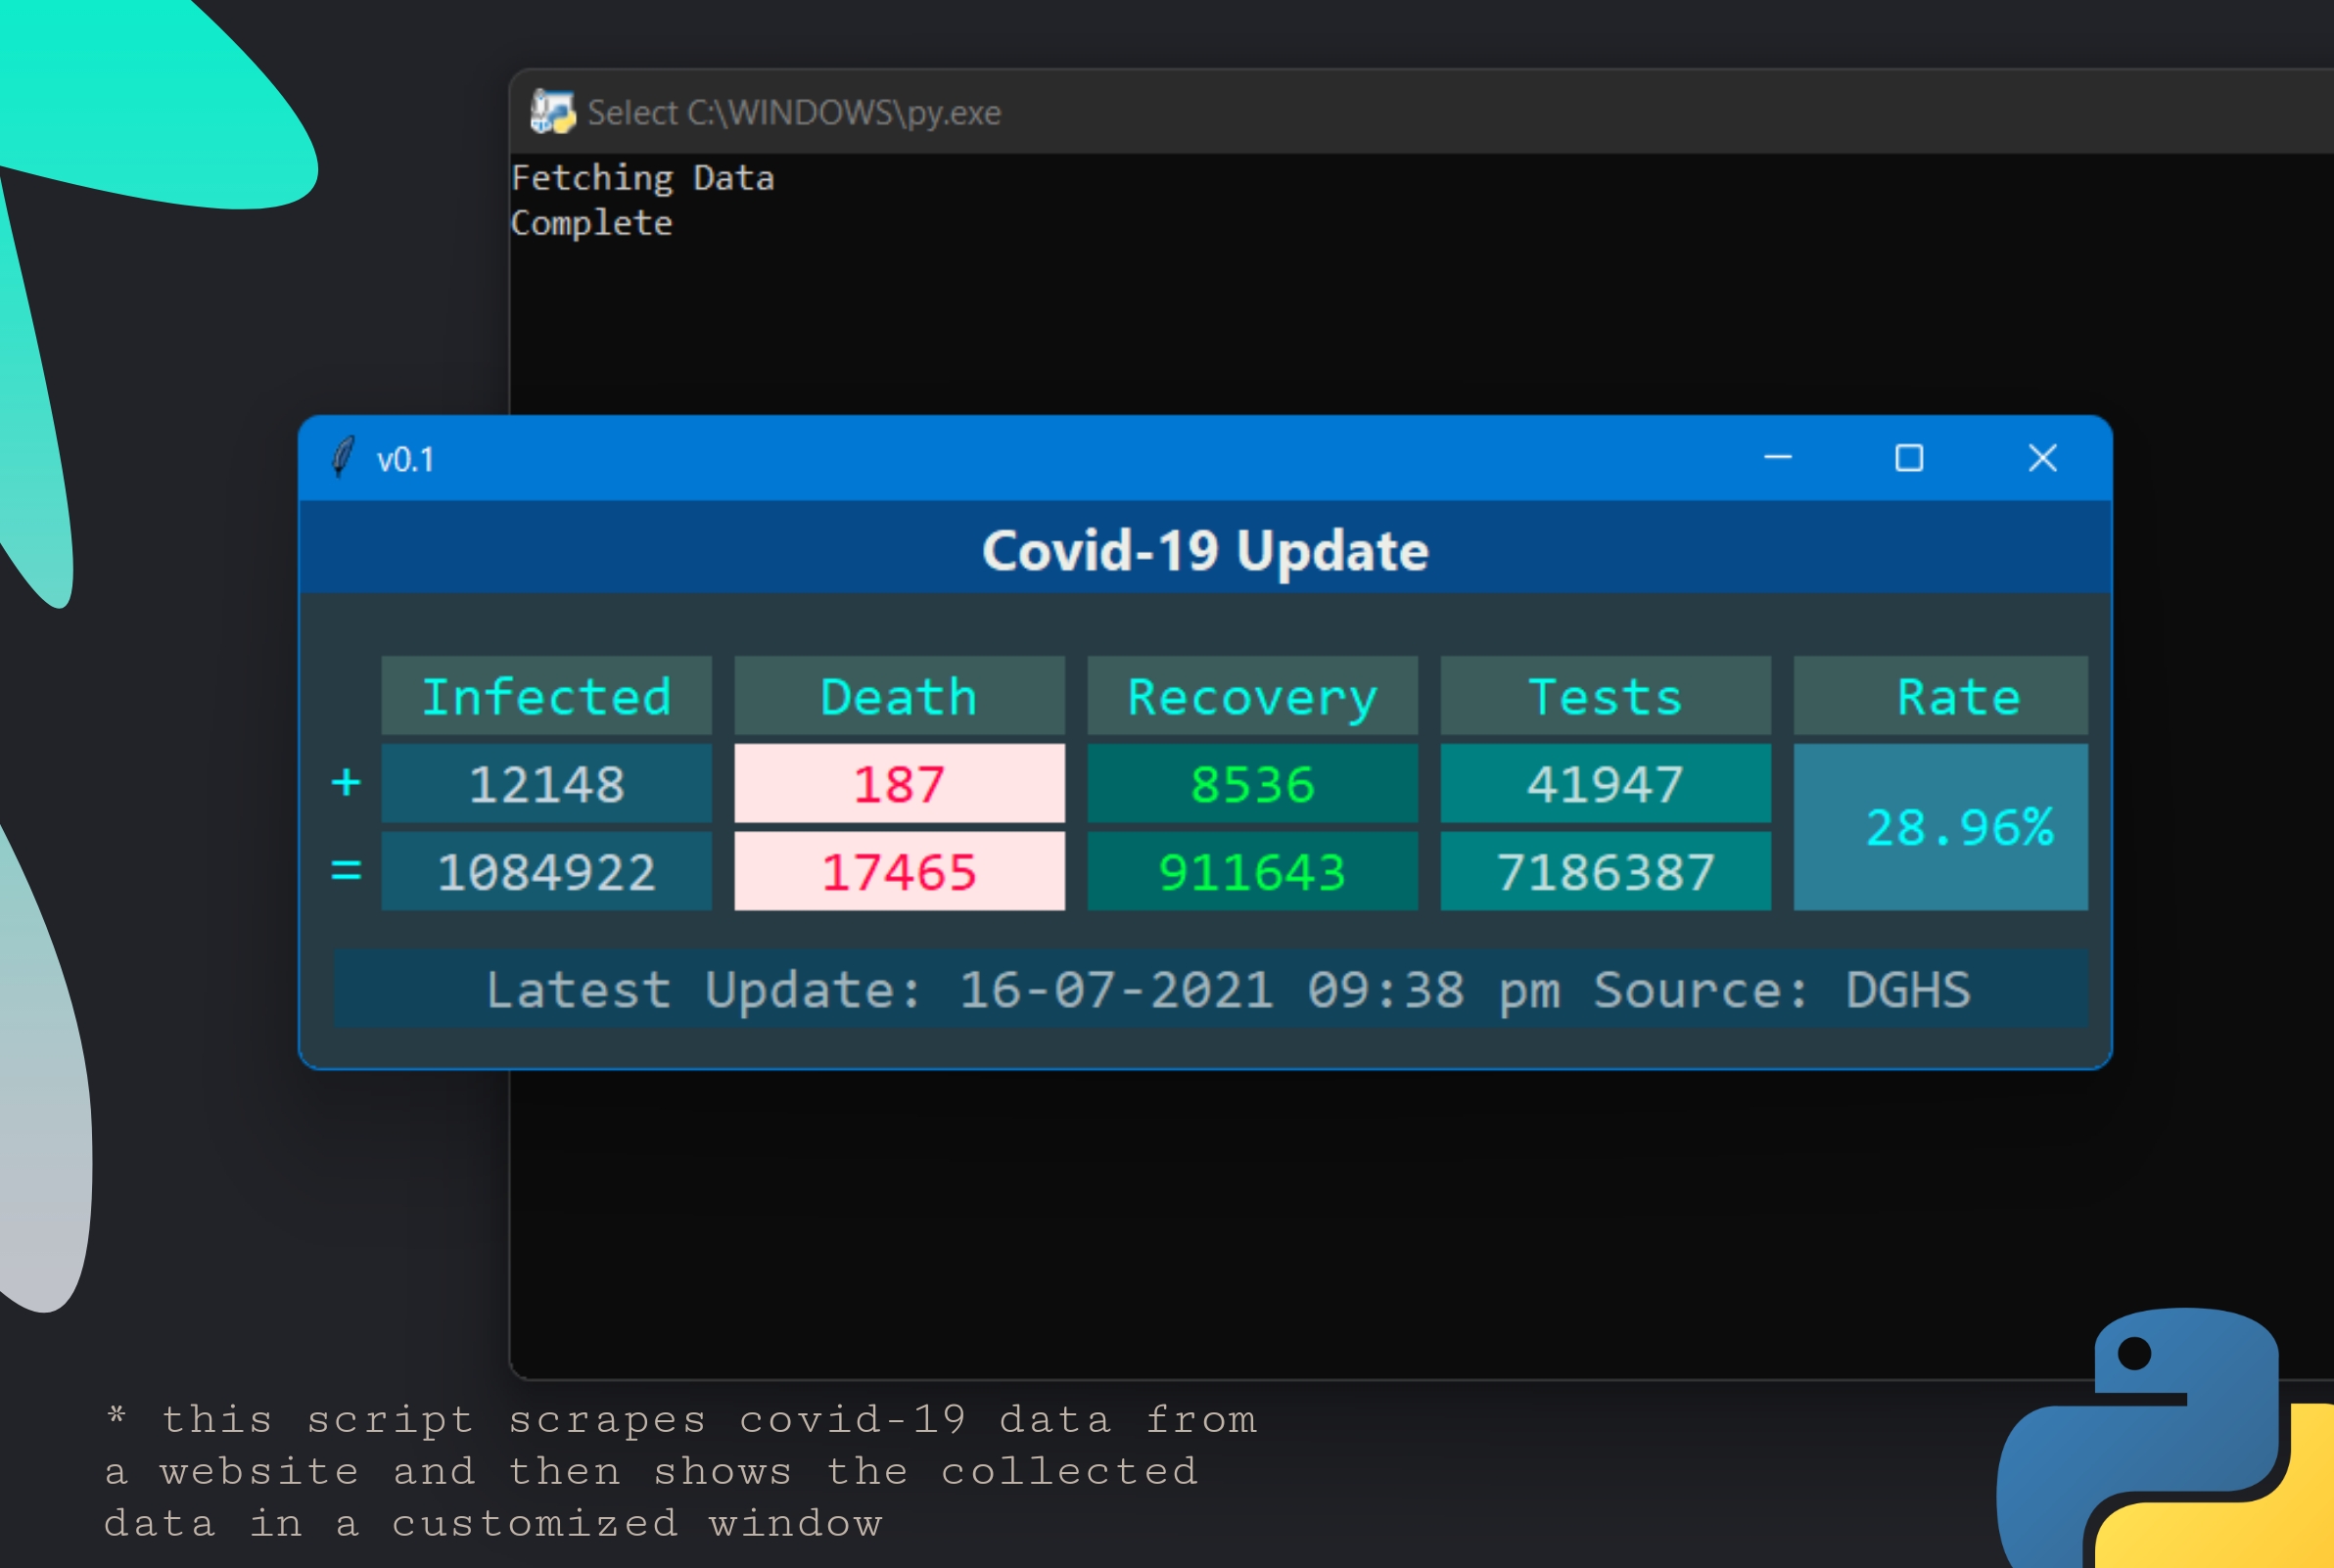 Select C:\WINDOWS\py.exe
Fetching Data
Complete
v0.1
Covid-19 Update
Infected Death Recovery Tests Rate
+ 12148 187 8536 41947 28.96%
= 1084922 17465 911643 7186387
Latest Update: 16-07-2021 09:38 pm Source: DGHS
* this script scrapes covid-19 data from
a website and then shows the collected
data in a customized window